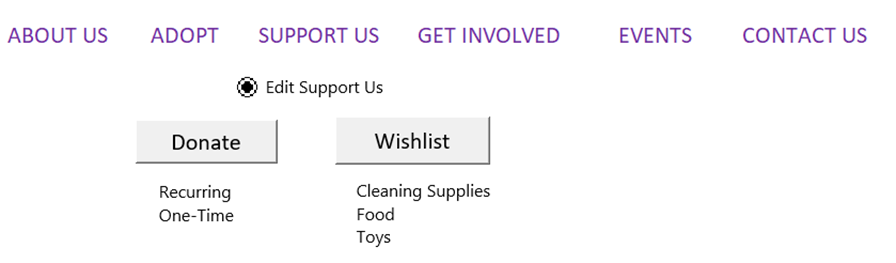 ABOUT US ADOPT SUPPORT US GET INVOLVED EVENTS CONTACT US
Edit Support Us
Donate Wishlist
Recurring Cleaning Supplies
One-Time Food
Toys